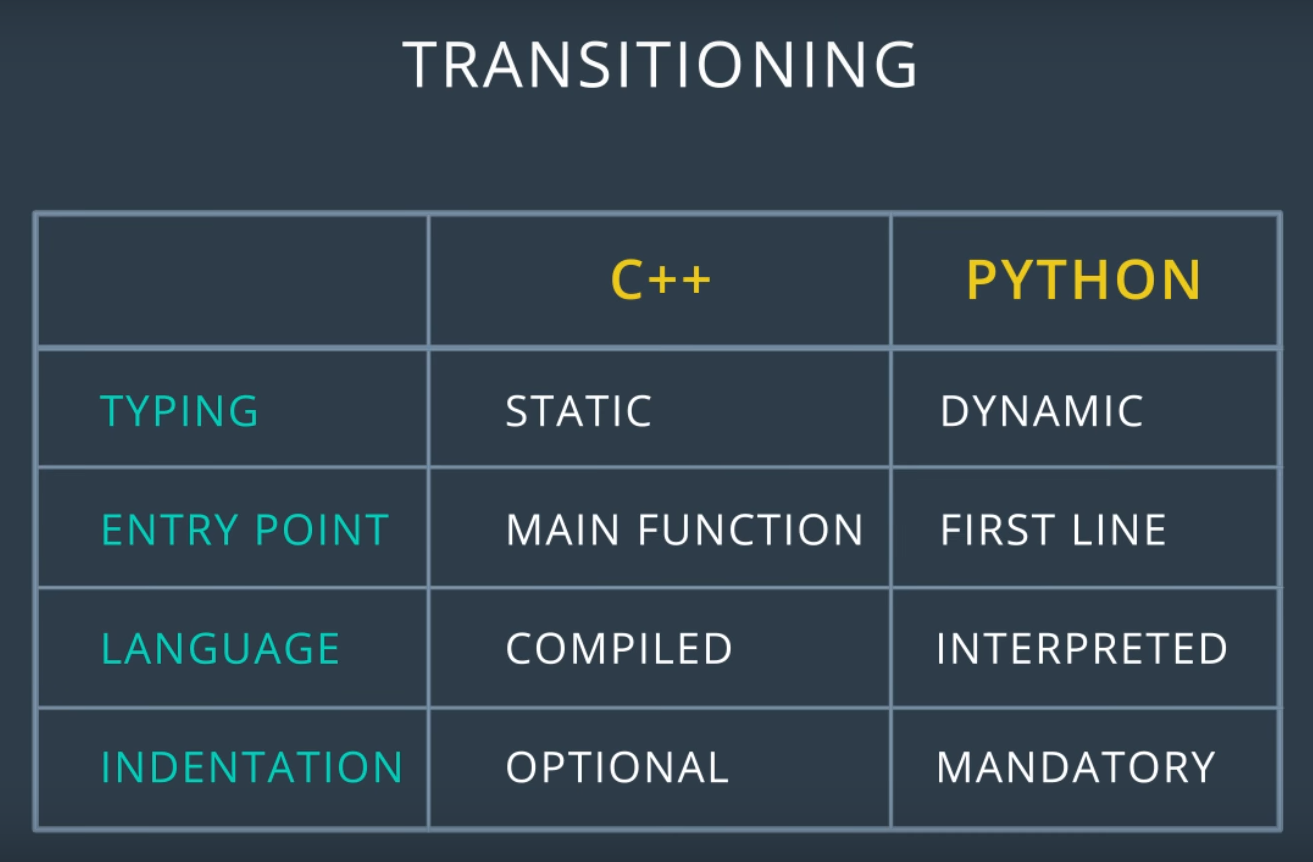 TRANSITIONING
C++ PYTHON
TYPING STATIC DYNAMIC
ENTRY POINT MAIN FUNCTION FIRST LINE
LANGUAGE COMPILED INTERPRETED
INDENTATION OPTIONAL MANDATORY